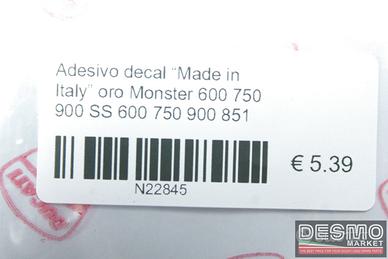 Adesivo decal “Made in
Italy” oro Monster 600 750
900 SS 600 750 900 851
€ 5.39
N22845
DUCATI
DESMO
MARKET